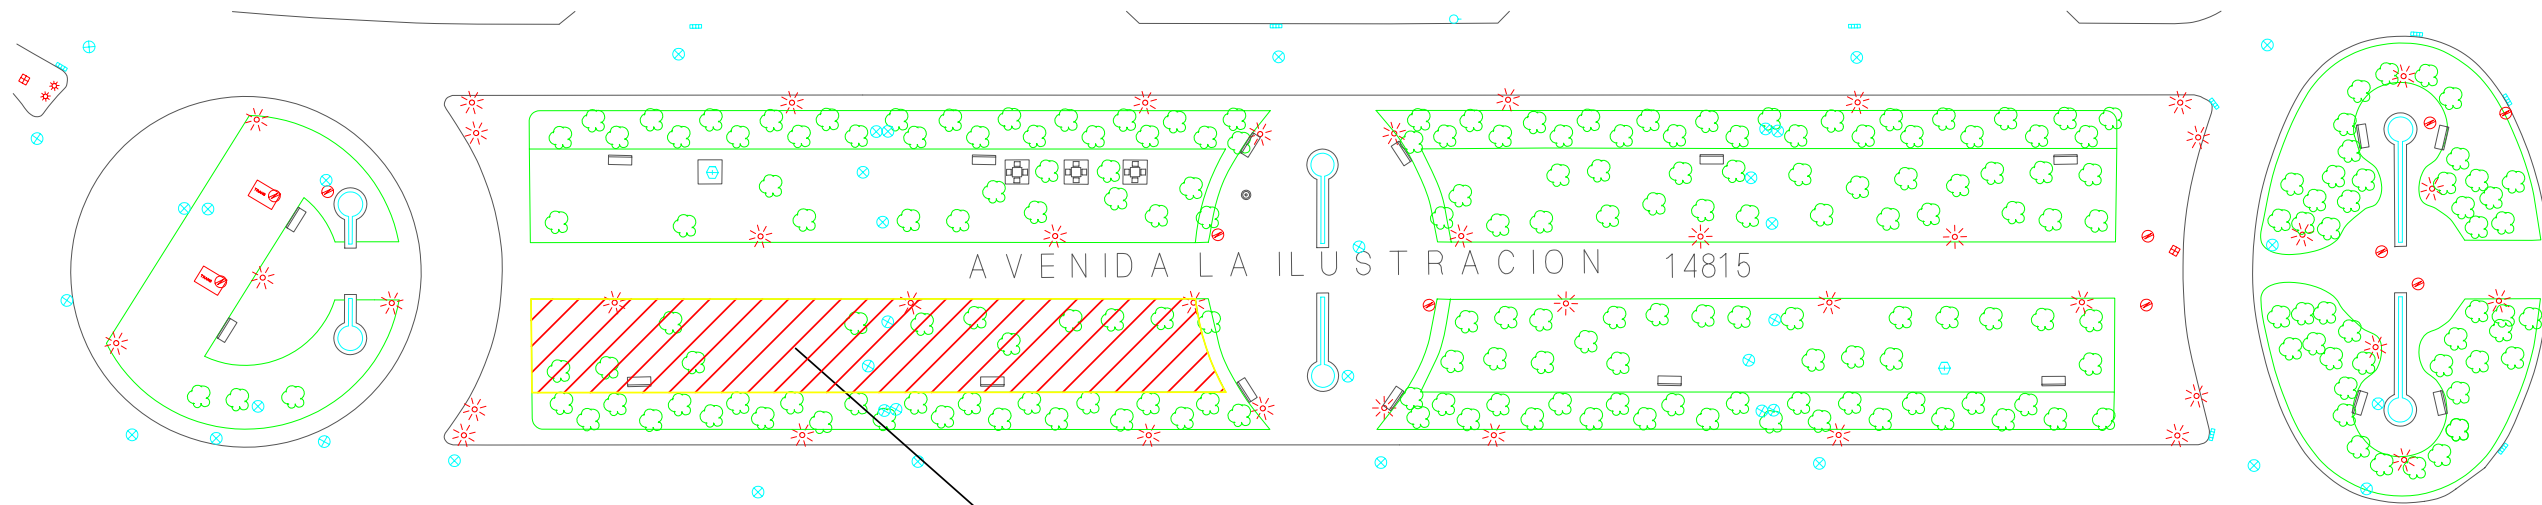 AVENIDA LA ILUSTRACION 14815